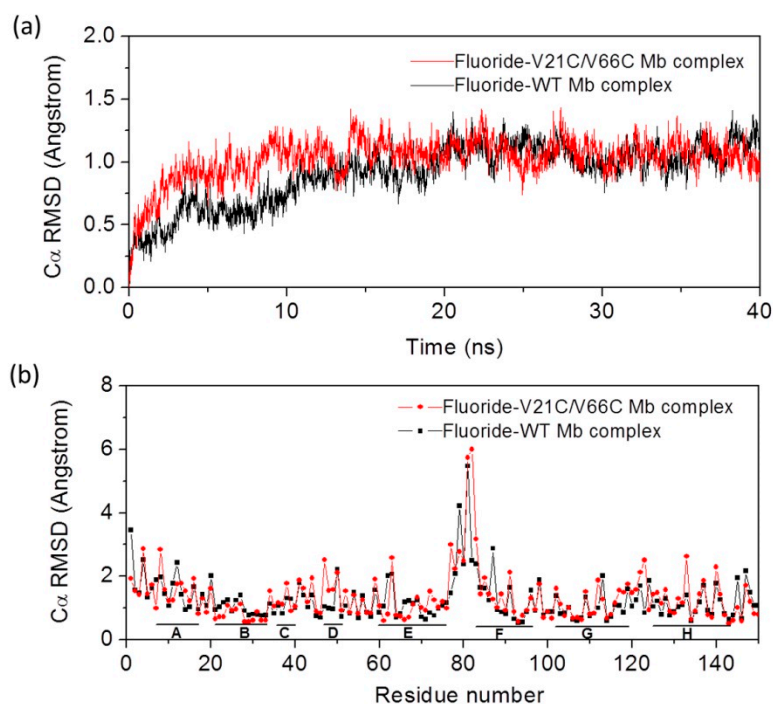 (a)
2.0
1.5
1.0
0.5
0.0
Cα RMSD (Angstrom)
Fluoride-V21C/V66C Mb complex
Fluoride-WT Mb complex
0 10 20 30 40
Time (ns)
(b)
8
6
4
2
0
Cα RMSD (Angstrom)
Fluoride-V21C/V66C Mb complex
Fluoride-WT Mb complex
A B C D E F G H
0 20 40 60 80 100 120 140
Residue number